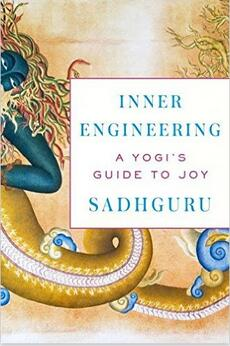 INNER
ENGINEERING
A YOGI'S
GUIDE TO JOY
SADHGURU